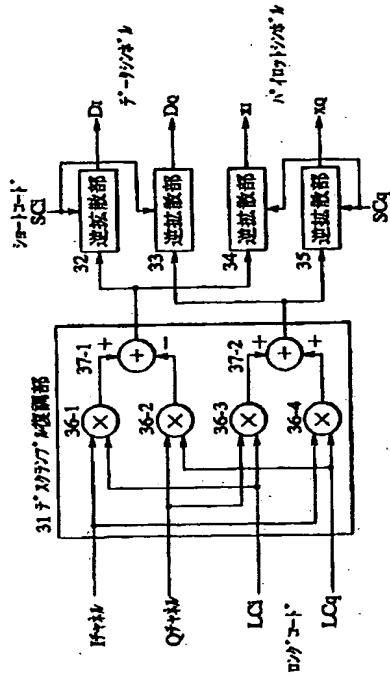 31 デスクランブル復調部
Iチャネル
Qチャネル
LCi
ロングコード
LCq
36-1
36-2
36-3
36-4
×
×
×
×
37-1
+
+
−
37-2
+
+
+
ショートコード
SCi
32
逆拡散部
33
逆拡散部
34
逆拡散部
35
逆拡散部
SCq
DI
データシンボル
DQ
xI
パイロットシンボル
xQ